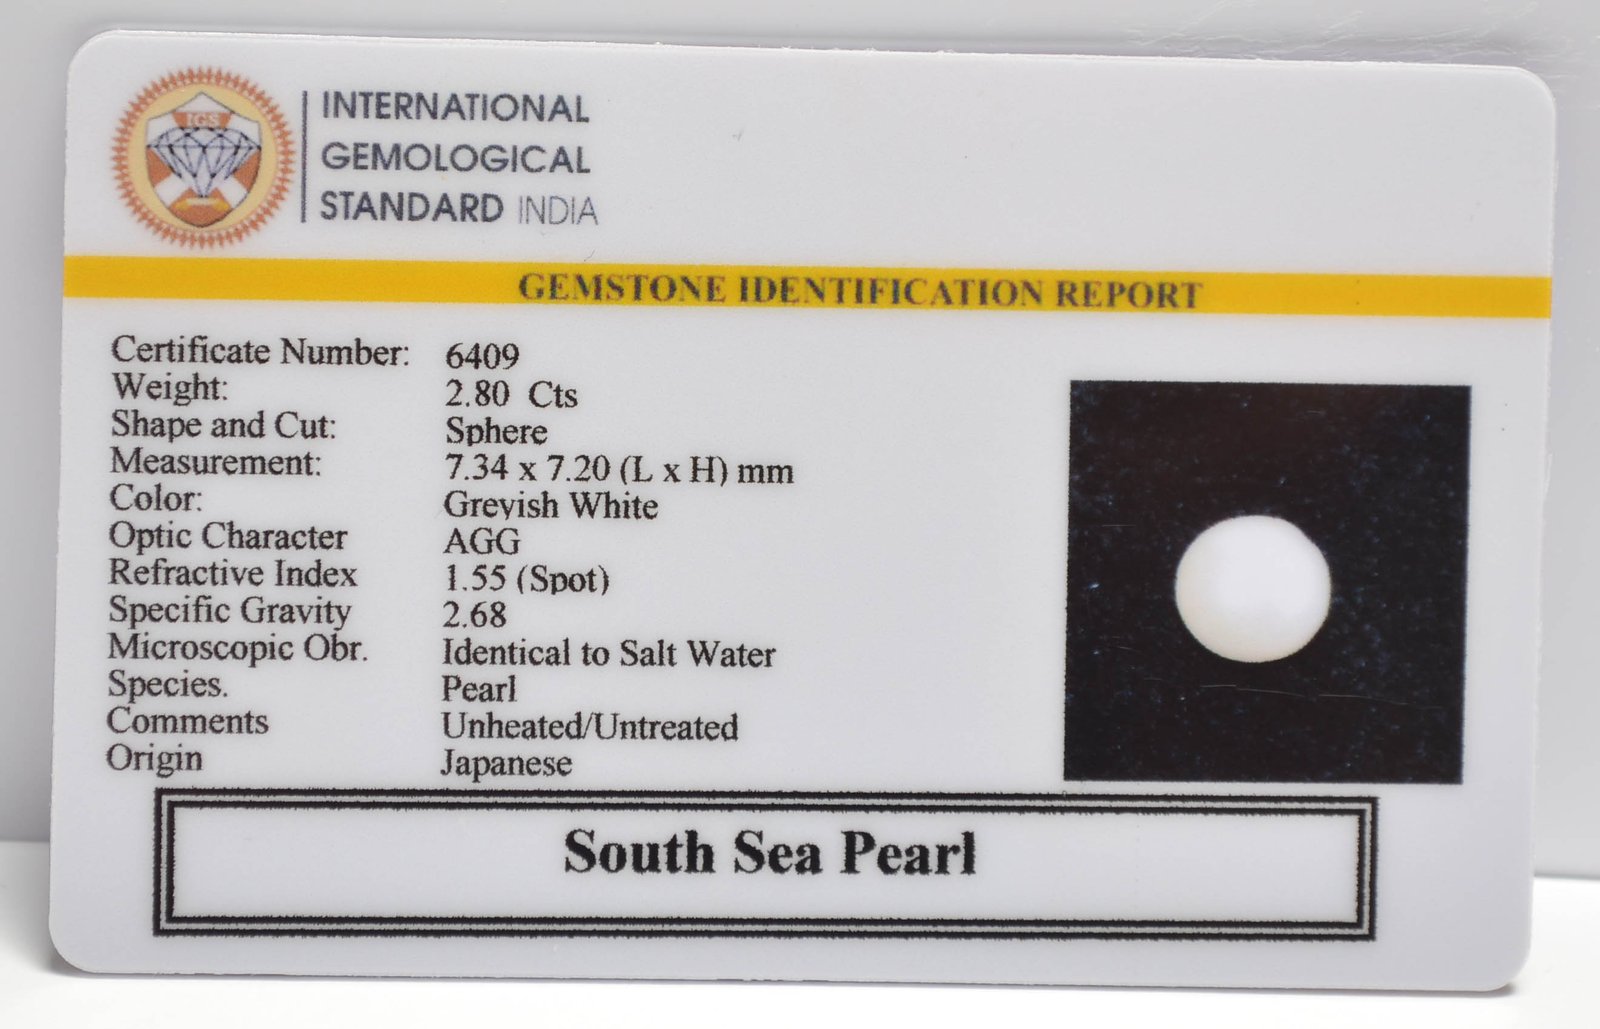 IGS
INTERNATIONAL
GEMOLOGICAL
STANDARD INDIA
GEMSTONE IDENTIFICATION REPORT
Certificate Number: 6409
Weight: 2.80 Cts
Shape and Cut: Sphere
Measurement: 7.34 x 7.20 (L x H) mm
Color: Greyish White
Optic Character AGG
Refractive Index 1.55 (Spot)
Specific Gravity 2.68
Microscopic Obr. Identical to Salt Water
Species. Pearl
Comments Unheated/Untreated
Origin Japanese
South Sea Pearl